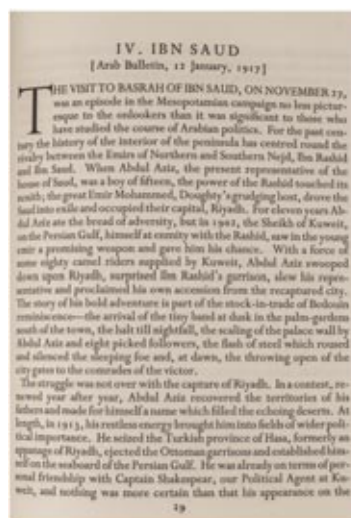 IV. IBN SAUD
[Arab Bulletin, 12 January, 1917]
THE VISIT TO BASRAH OF IBN SAUD, ON NOVEMBER 27,
was an episode in the Mesopotamian campaign no less pictur-
esque to the onlookers than it was significant to those who
have studied the course of Arabian politics. For the past cen-
tury the history of the interior of the peninsula has centred round the
rivalry between the Emirs of Northern and Southern Nejd, Ibn Rashid
and Ibn Saud. When Abdul Aziz, the present representative of the
house of Saud, was a boy of fifteen, the power of the Rashid touched its
zenith; the great Emir Mohammed, Doughty's grudging host, drove the
Saud into exile and occupied their capital, Riyadh. For eleven years Ab-
dul Aziz ate the bread of adversity, but in 1902, the Sheikh of Kuweit,
on the Persian Gulf, himself at enmity with the Rashid, saw in the young
emir a promising weapon and gave him his chance. With a force of
some eighty camel riders supplied by Kuweit, Abdul Aziz swooped
down upon Riyadh, surprised Ibn Rashid's garrison, slew his repre-
sentative and proclaimed his own accession from the recaptured city.
The story of his bold adventure is part of the stock-in-trade of Bedouin
reminiscence—the arrival of the tiny band at dusk in the palm-gardens
south of the town, the halt till nightfall, the scaling of the palace wall by
Abdul Aziz and eight picked followers, the flash of steel which roused
and silenced the sleeping foe and, at dawn, the throwing open of the
city gates to the comrades of the victor.
The struggle was not over with the capture of Riyadh. In a contest, re-
newed year after year, Abdul Aziz recovered the territories of his
fathers and made for himself a name which filled the echoing deserts. At
length, in 1913, his restless energy brought him into fields of wider polit-
ical importance. He seized the Turkish province of Hasa, formerly an
appanage of Riyadh, ejected the Ottoman garrisons and established him-
self on the seaboard of the Persian Gulf. He was already on terms of per-
sonal friendship with Captain Shakespear, our Political Agent at Ku-
weit, and nothing was more certain than that his appearance on the
29